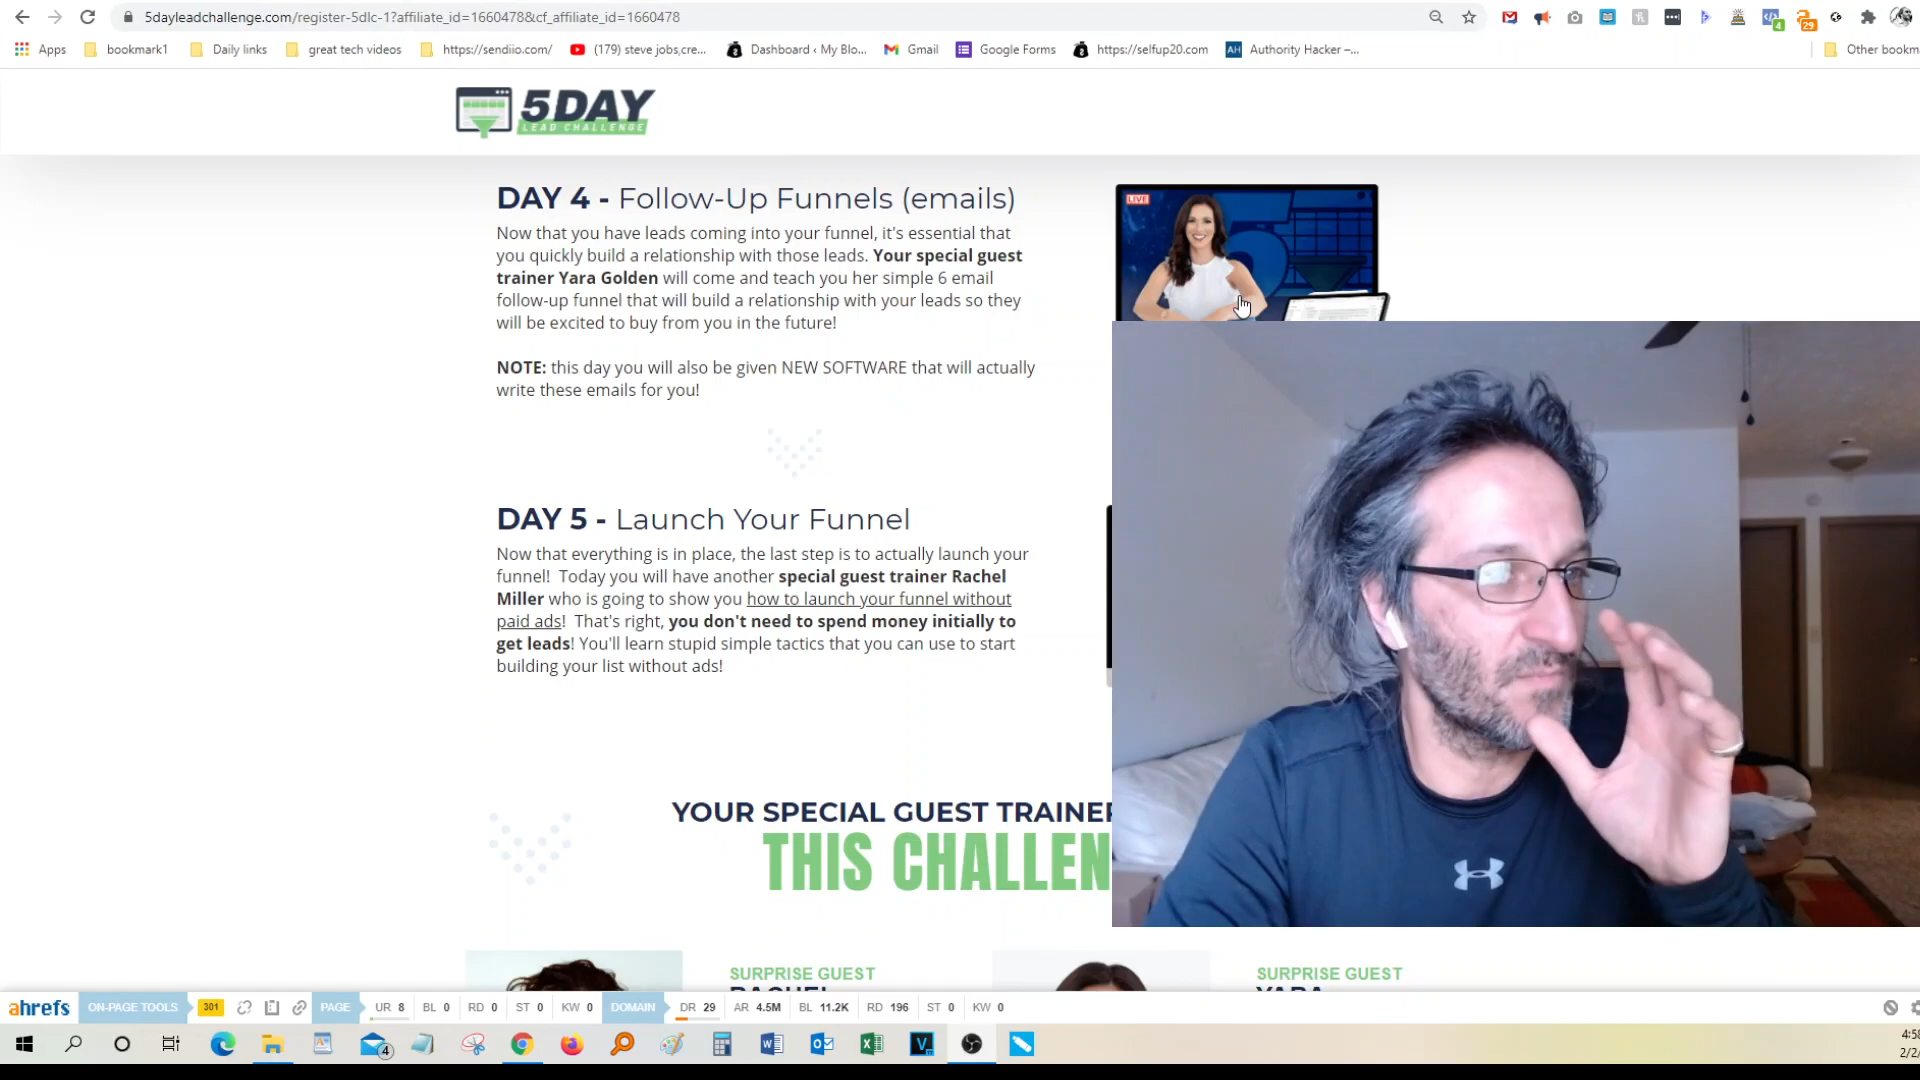 5dayleadchallenge.com/register-5dlc-1?affiliate_id=1660478&cf_affiliate_id=1660478
4
29
Apps bookmark1 Daily links great tech videos https://sendiio.com/ (179) steve jobs,cre... Dashboard ‹ My Blo... Gmail Google Forms https://selfup20.com AH Authority Hacker –... Other bookm
5DAY
LEAD CHALLENGE
DAY 4 - Follow-Up Funnels (emails)
Now that you have leads coming into your funnel, it's essential that
you quickly build a relationship with those leads. Your special guest
trainer Yara Golden will come and teach you her simple 6 email
follow-up funnel that will build a relationship with your leads so they
will be excited to buy from you in the future!
NOTE: this day you will also be given NEW SOFTWARE that will actually
write these emails for you!
LIVE
DAY 5 - Launch Your Funnel
Now that everything is in place, the last step is to actually launch your
funnel! Today you will have another special guest trainer Rachel
Miller who is going to show you how to launch your funnel without
paid ads! That's right, you don't need to spend money initially to
get leads! You'll learn stupid simple tactics that you can use to start
building your list without ads!
YOUR SPECIAL GUEST TRAINER
THIS CHALLEN
SURPRISE GUEST
RACHEL
SURPRISE GUEST
YARA
ahrefs ON-PAGE TOOLS 301 PAGE UR 8 BL 0 RD 0 ST 0 KW 0 DOMAIN DR 29 AR 4.5M BL 11.2K RD 196 ST 0 KW 0
4
4:58
2/2/